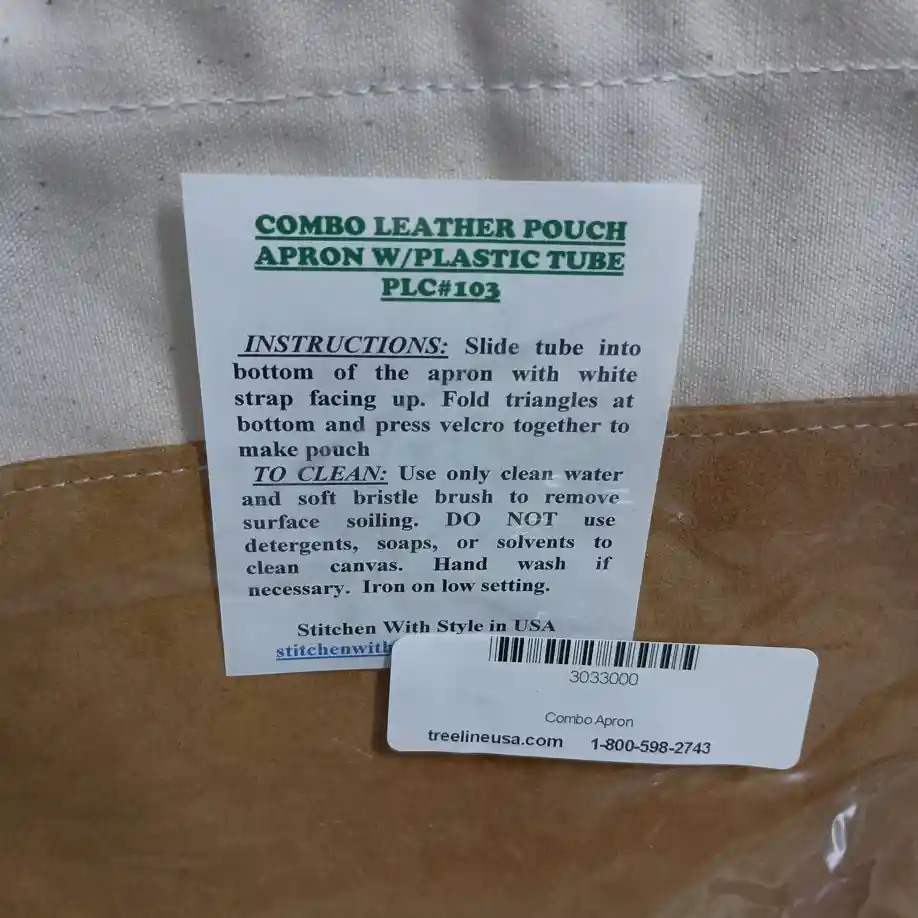 COMBO LEATHER POUCH
APRON W/PLASTIC TUBE
PLC#103
INSTRUCTIONS: Slide tube into
bottom of the apron with white
strap facing up. Fold triangles at
bottom and press velcro together to
make pouch
TO CLEAN: Use only clean water
and soft bristle brush to remove
surface soiling. DO NOT use
detergents, soaps, or solvents to
clean canvas. Hand wash if
necessary. Iron on low setting.
Stitchen With Style in USA
3033000
Combo Apron
treelineusa.com 1-800-598-2743